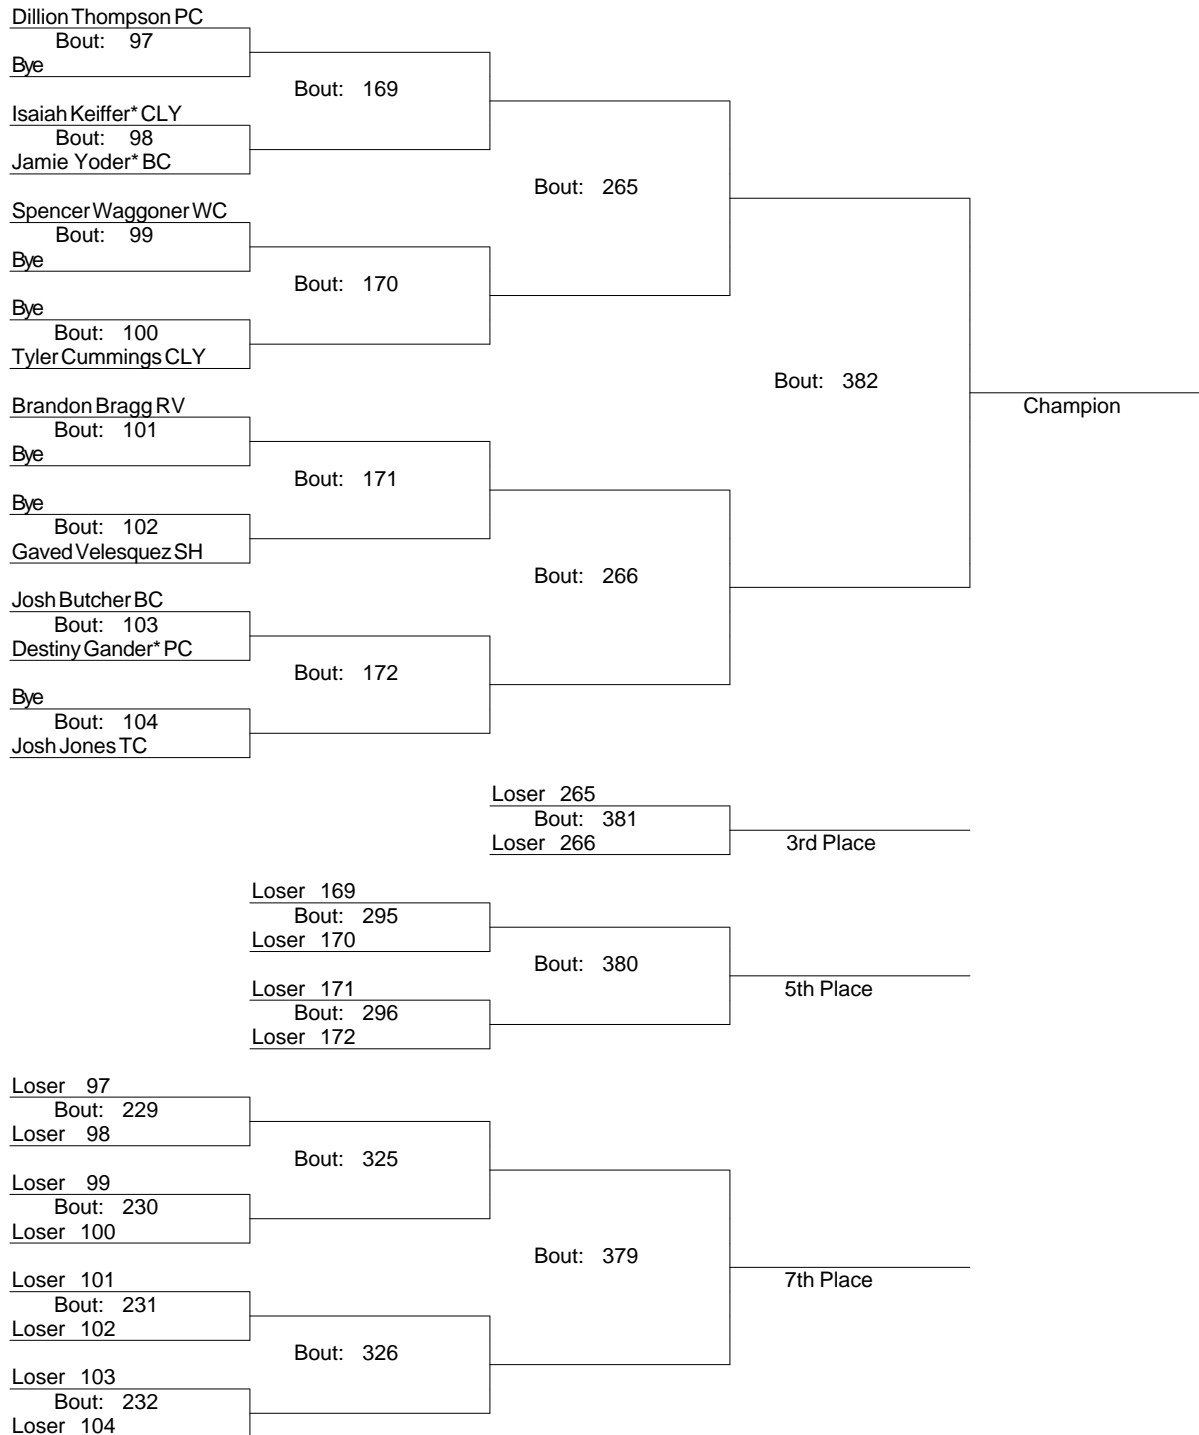 Dillion Thompson PC
Bout: 97
Bye
Bout: 169
Isaiah Keiffer* CLY
Bout: 98
Jamie Yoder* BC
Bout: 265
Spencer Waggoner WC
Bout: 99
Bye
Bout: 170
Bye
Bout: 100
Tyler Cummings CLY
Bout: 382
Champion
Brandon Bragg RV
Bout: 101
Bye
Bout: 171
Bye
Bout: 102
Gaved Velesquez SH
Bout: 266
Josh Butcher BC
Bout: 103
Destiny Gander* PC
Bout: 172
Bye
Bout: 104
Josh Jones TC
Loser 265
Bout: 381
Loser 266
3rd Place
Loser 169
Bout: 295
Loser 170
Bout: 380
Loser 171
5th Place
Bout: 296
Loser 172
Loser 97
Bout: 229
Loser 98
Bout: 325
Loser 99
Bout: 230
Loser 100
Bout: 379
Loser 101
7th Place
Bout: 231
Loser 102
Bout: 326
Loser 103
Bout: 232
Loser 104